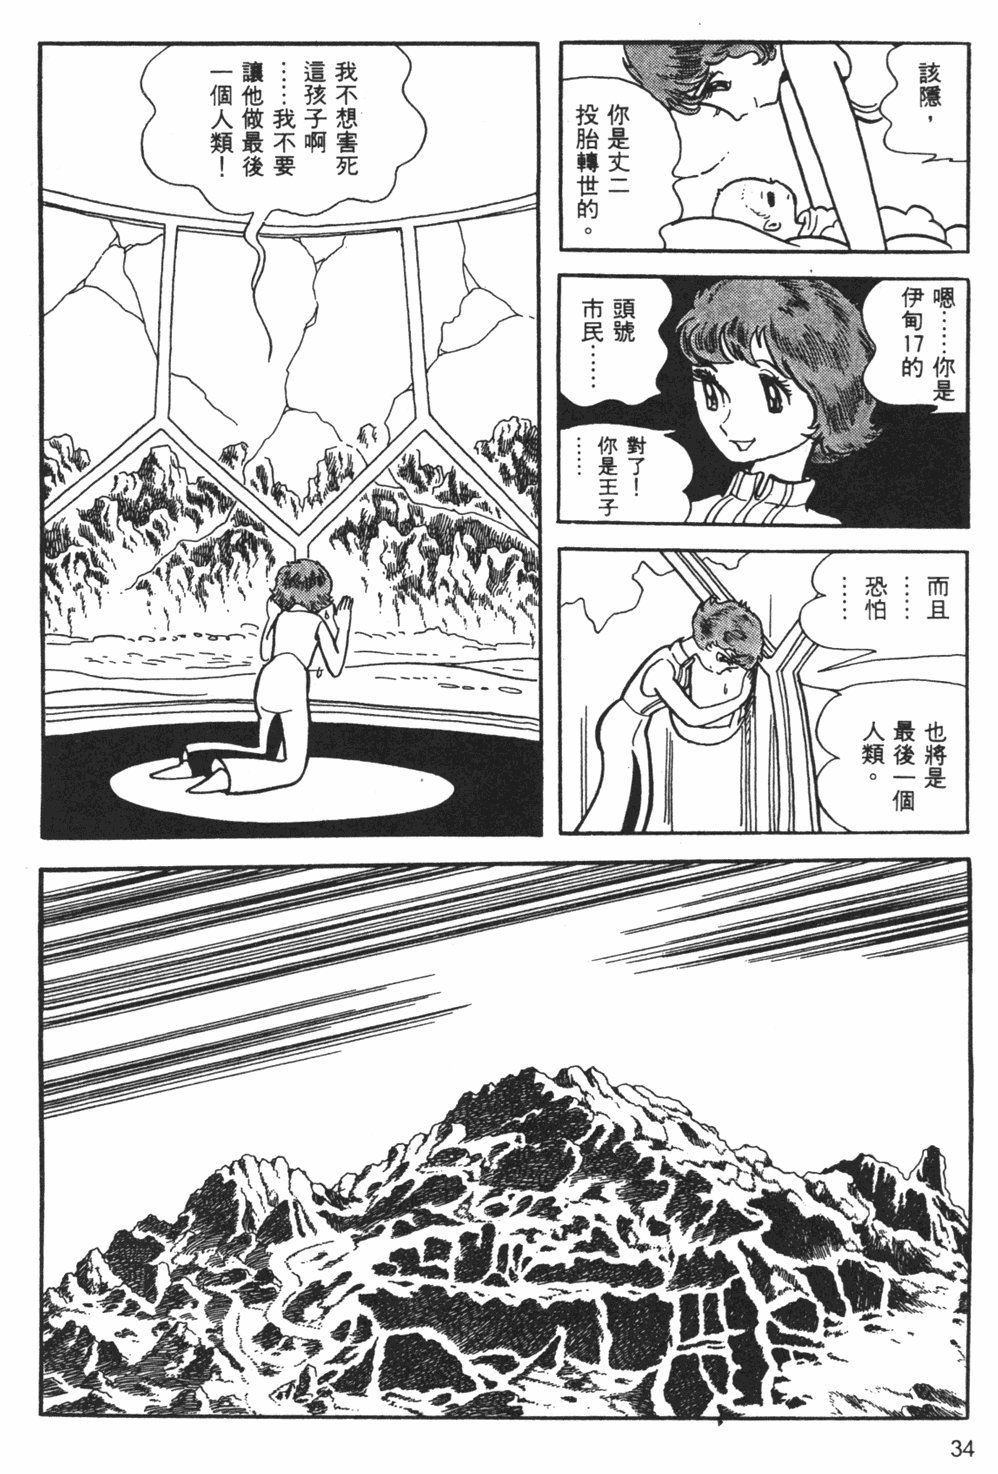 該隱，
你是丈二
投胎轉世的。
嗯……你是
伊甸17的
頭號
市民……
對了！
你是王子
……
而且
……
恐怕
……
也將是
最後一個
人類。
我不想害死
這孩子啊
……我不要
讓他做最後
一個人類！
34